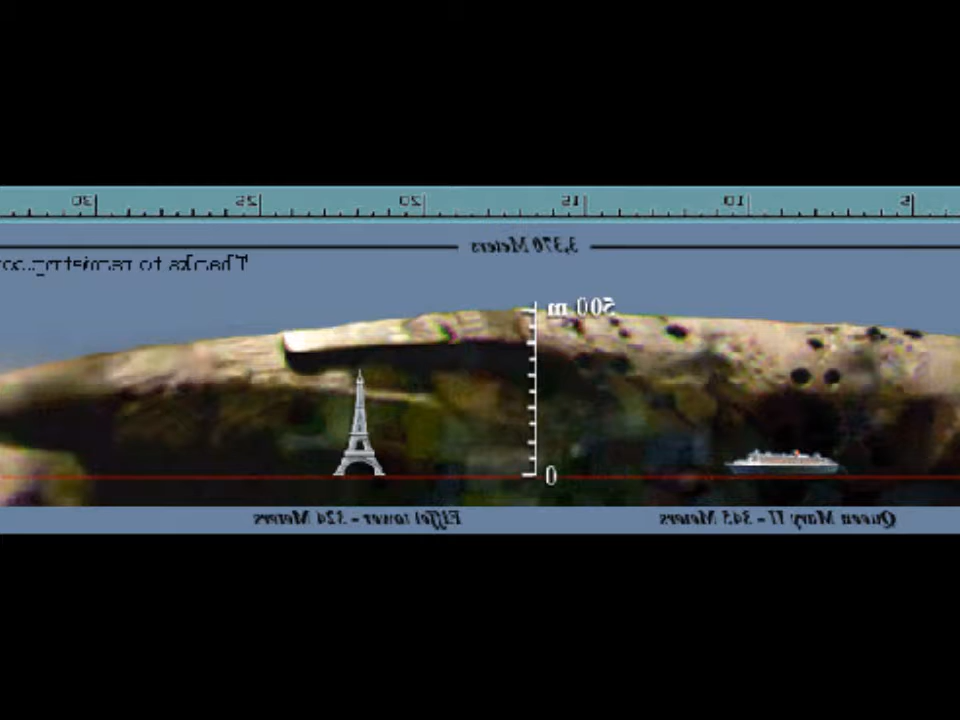 5 10 15 20 25 30
3,370 Meters
Thanks to
500 m
0
Queen Mary II - 345 Meters
Eiffel tower - 324 Meters